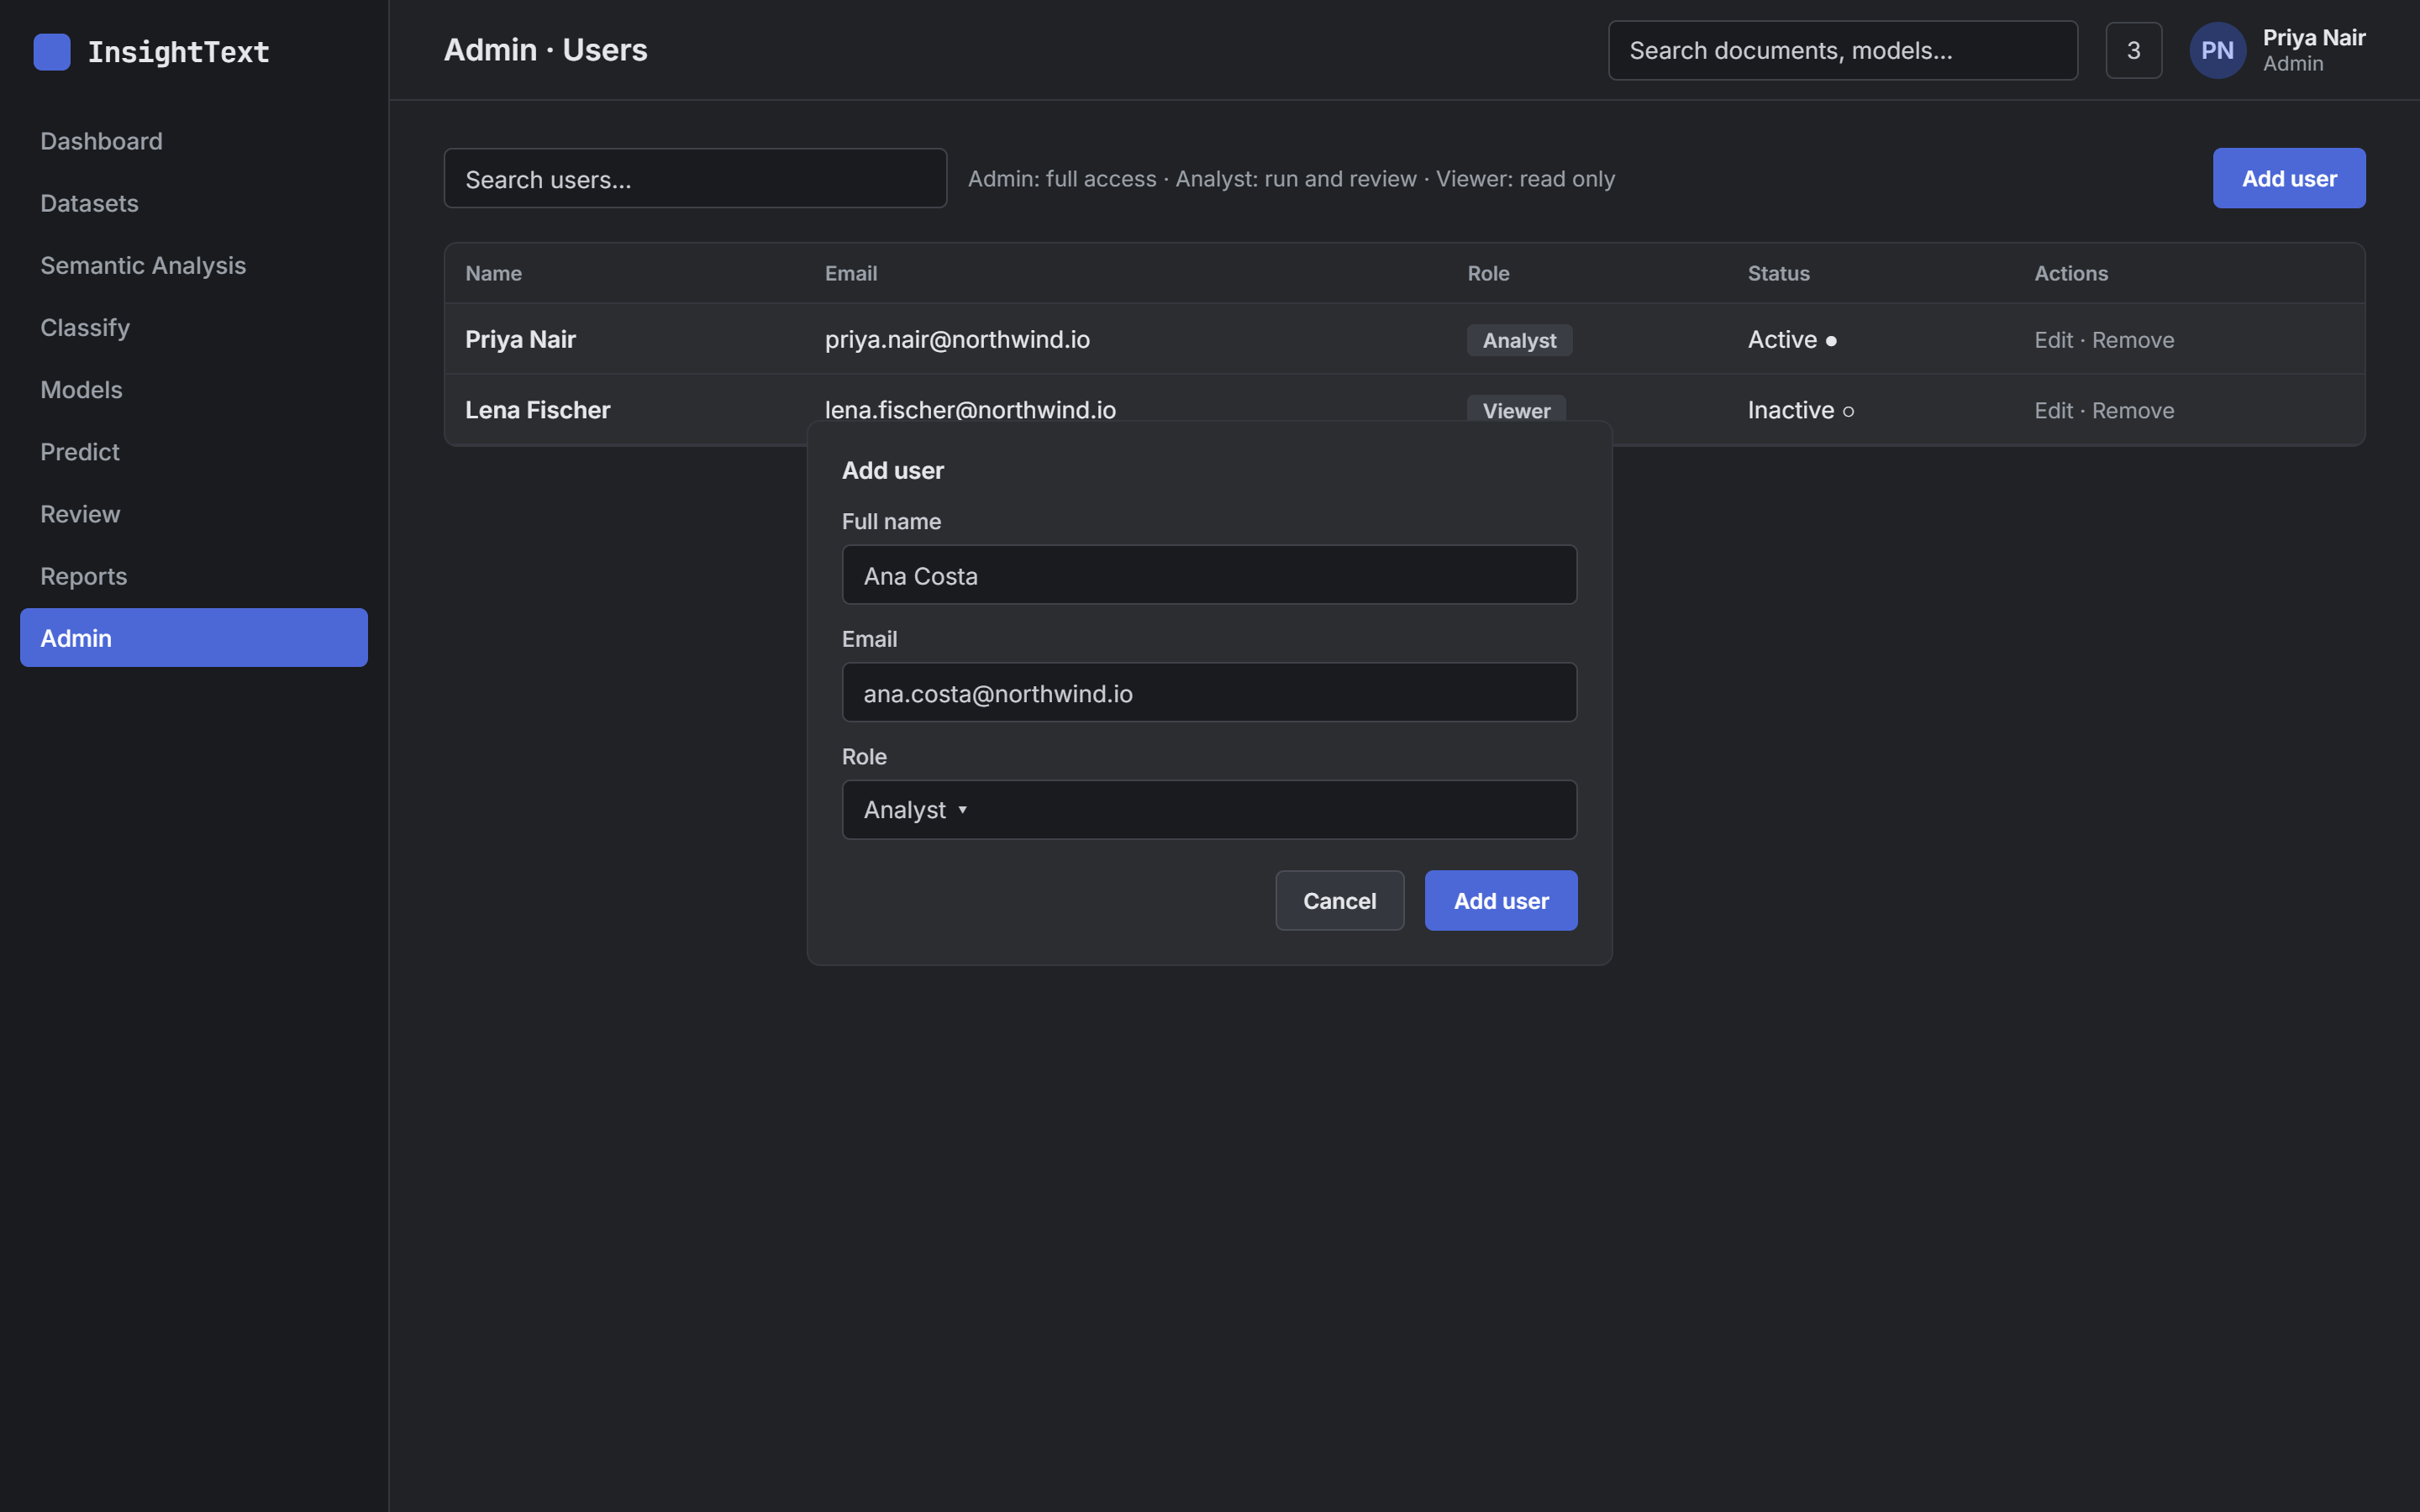 InsightText
Dashboard
Datasets
Semantic Analysis
Classify
Models
Predict
Review
Reports
Admin
Admin · Users
Search documents, models...
3
PN
Priya Nair
Admin
Search users...
Admin: full access · Analyst: run and review · Viewer: read only
Add user
Name Email Role Status Actions
Priya Nair priya.nair@northwind.io Analyst Active ● Edit · Remove
Lena Fischer lena.fischer@northwind.io Viewer Inactive ○ Edit · Remove
Add user
Full name
Ana Costa
Email
ana.costa@northwind.io
Role
Analyst ▾
Cancel Add user